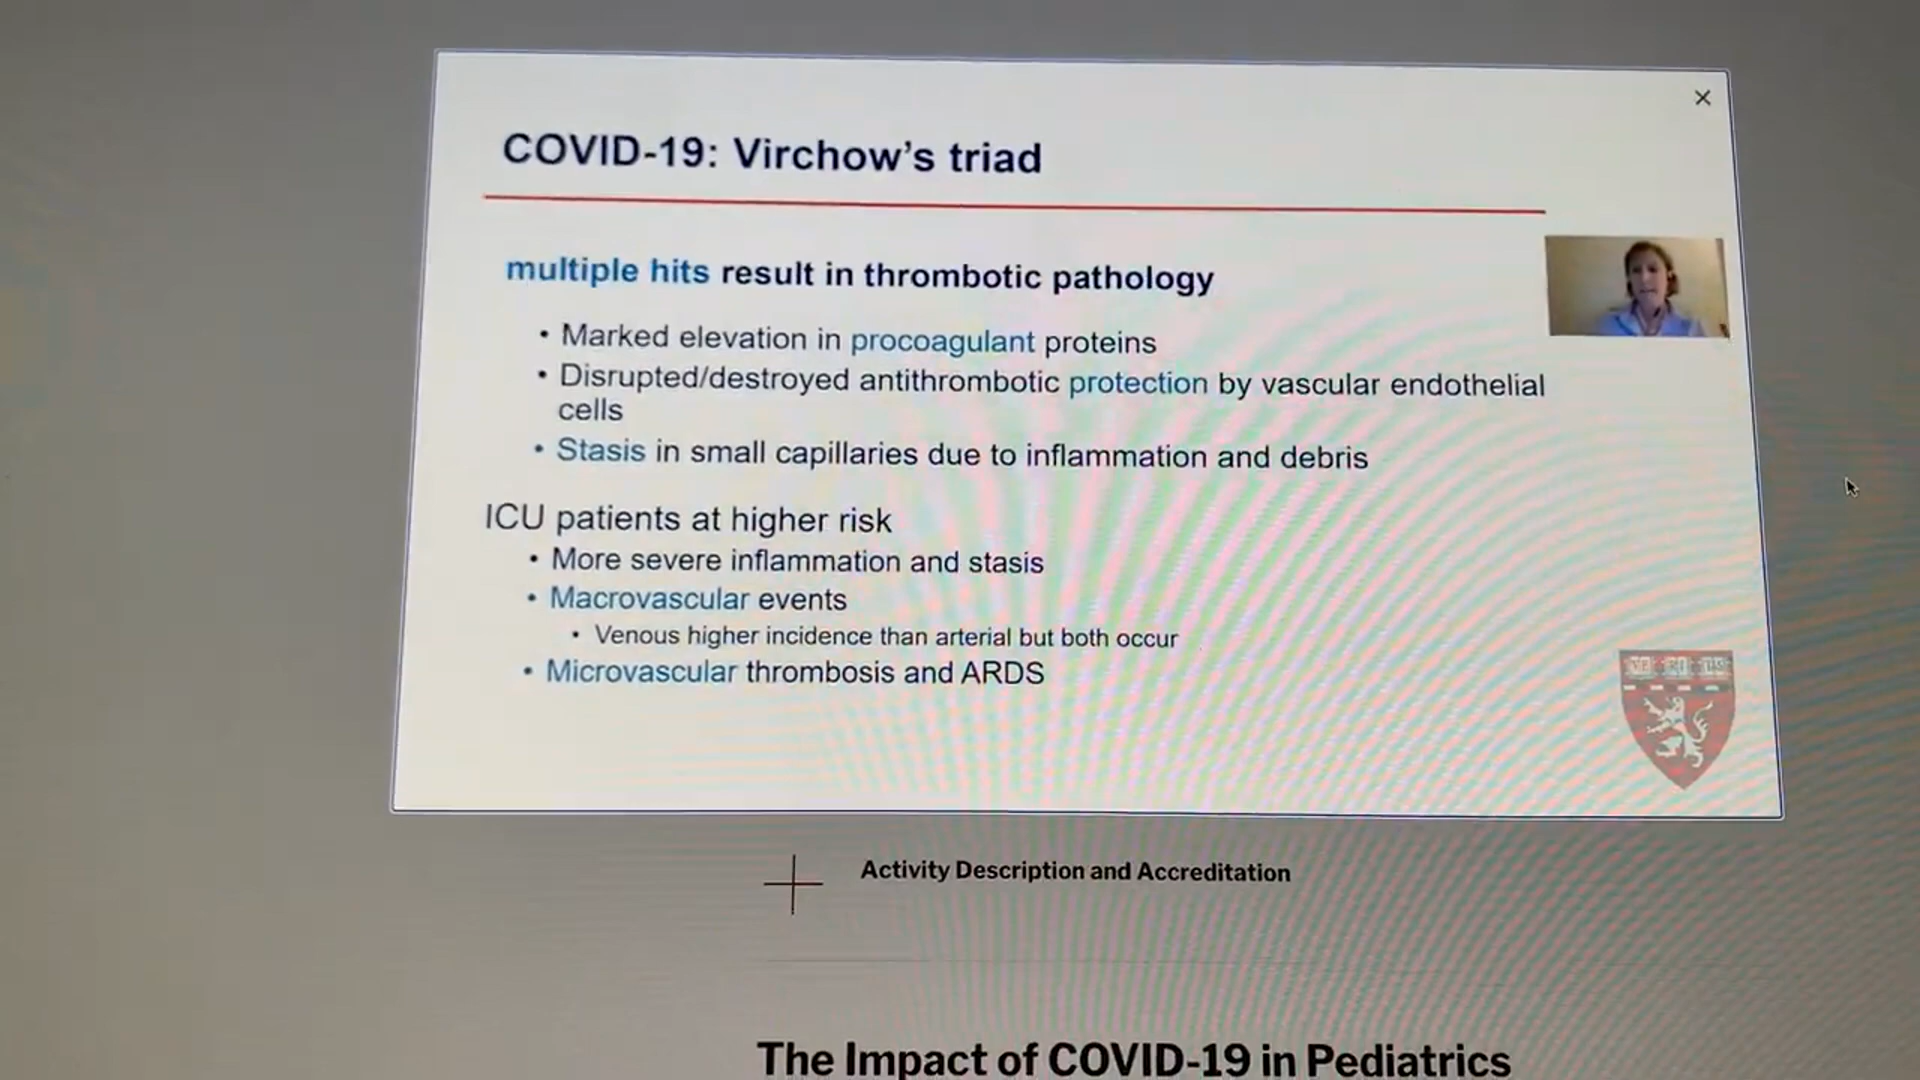 COVID-19: Virchow's triad
multiple hits result in thrombotic pathology
• Marked elevation in procoagulant proteins
• Disrupted/destroyed antithrombotic protection by vascular endothelial
cells
• Stasis in small capillaries due to inflammation and debris
ICU patients at higher risk
• More severe inflammation and stasis
• Macrovascular events
• Venous higher incidence than arterial but both occur
• Microvascular thrombosis and ARDS
VE RI TAS
Activity Description and Accreditation
The Impact of COVID-19 in Pediatrics